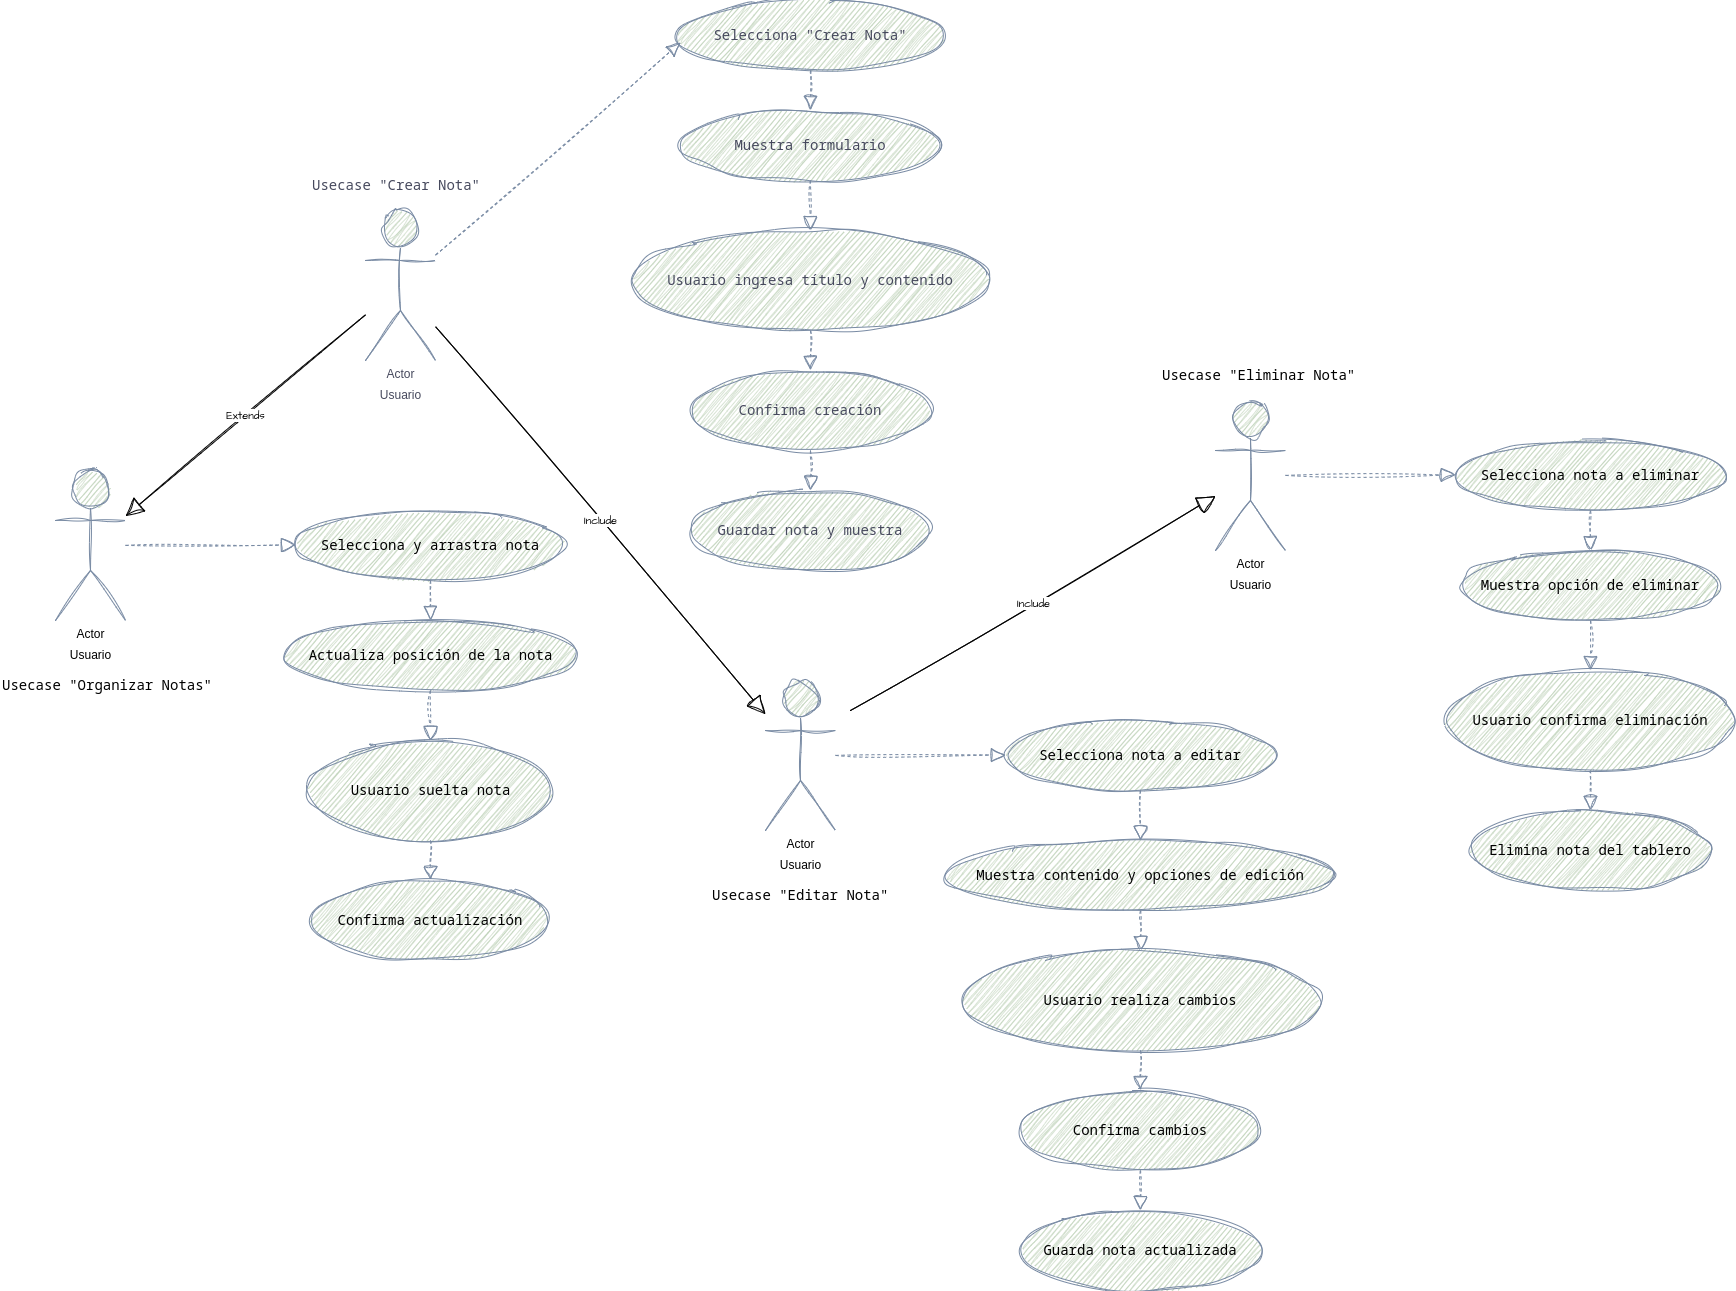 Selecciona "Crear Nota"
Muestra formulario
Usecase "Crear Nota"
Usuario ingresa título y contenido
Actor
Usuario
Confirma creación
Guardar nota y muestra
Extends
Include
Usecase "Eliminar Nota"
Actor
Usuario
Selecciona nota a eliminar
Muestra opción de eliminar
Usuario confirma eliminación
Elimina nota del tablero
Include
Selecciona y arrastra nota
Actor
Usuario
Usecase "Organizar Notas"
Actualiza posición de la nota
Usuario suelta nota
Confirma actualización
Actor
Usuario
Usecase "Editar Nota"
Selecciona nota a editar
Muestra contenido y opciones de edición
Usuario realiza cambios
Confirma cambios
Guarda nota actualizada